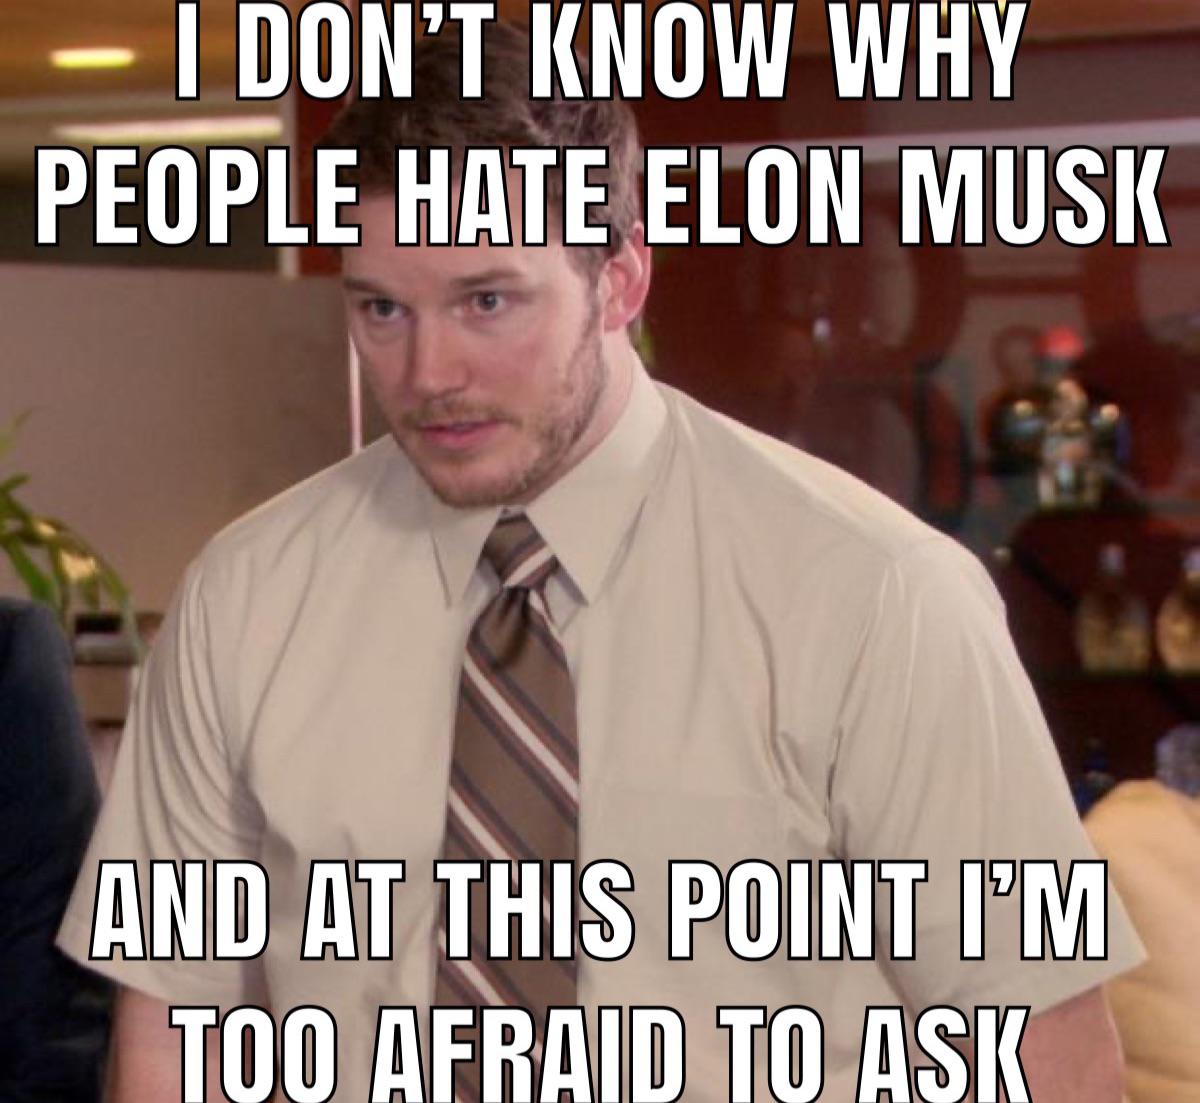 I DON'T KNOW WHY
PEOPLE HATE ELON MUSK
AND AT THIS POINT I'M
TOO AFRAID TO ASK